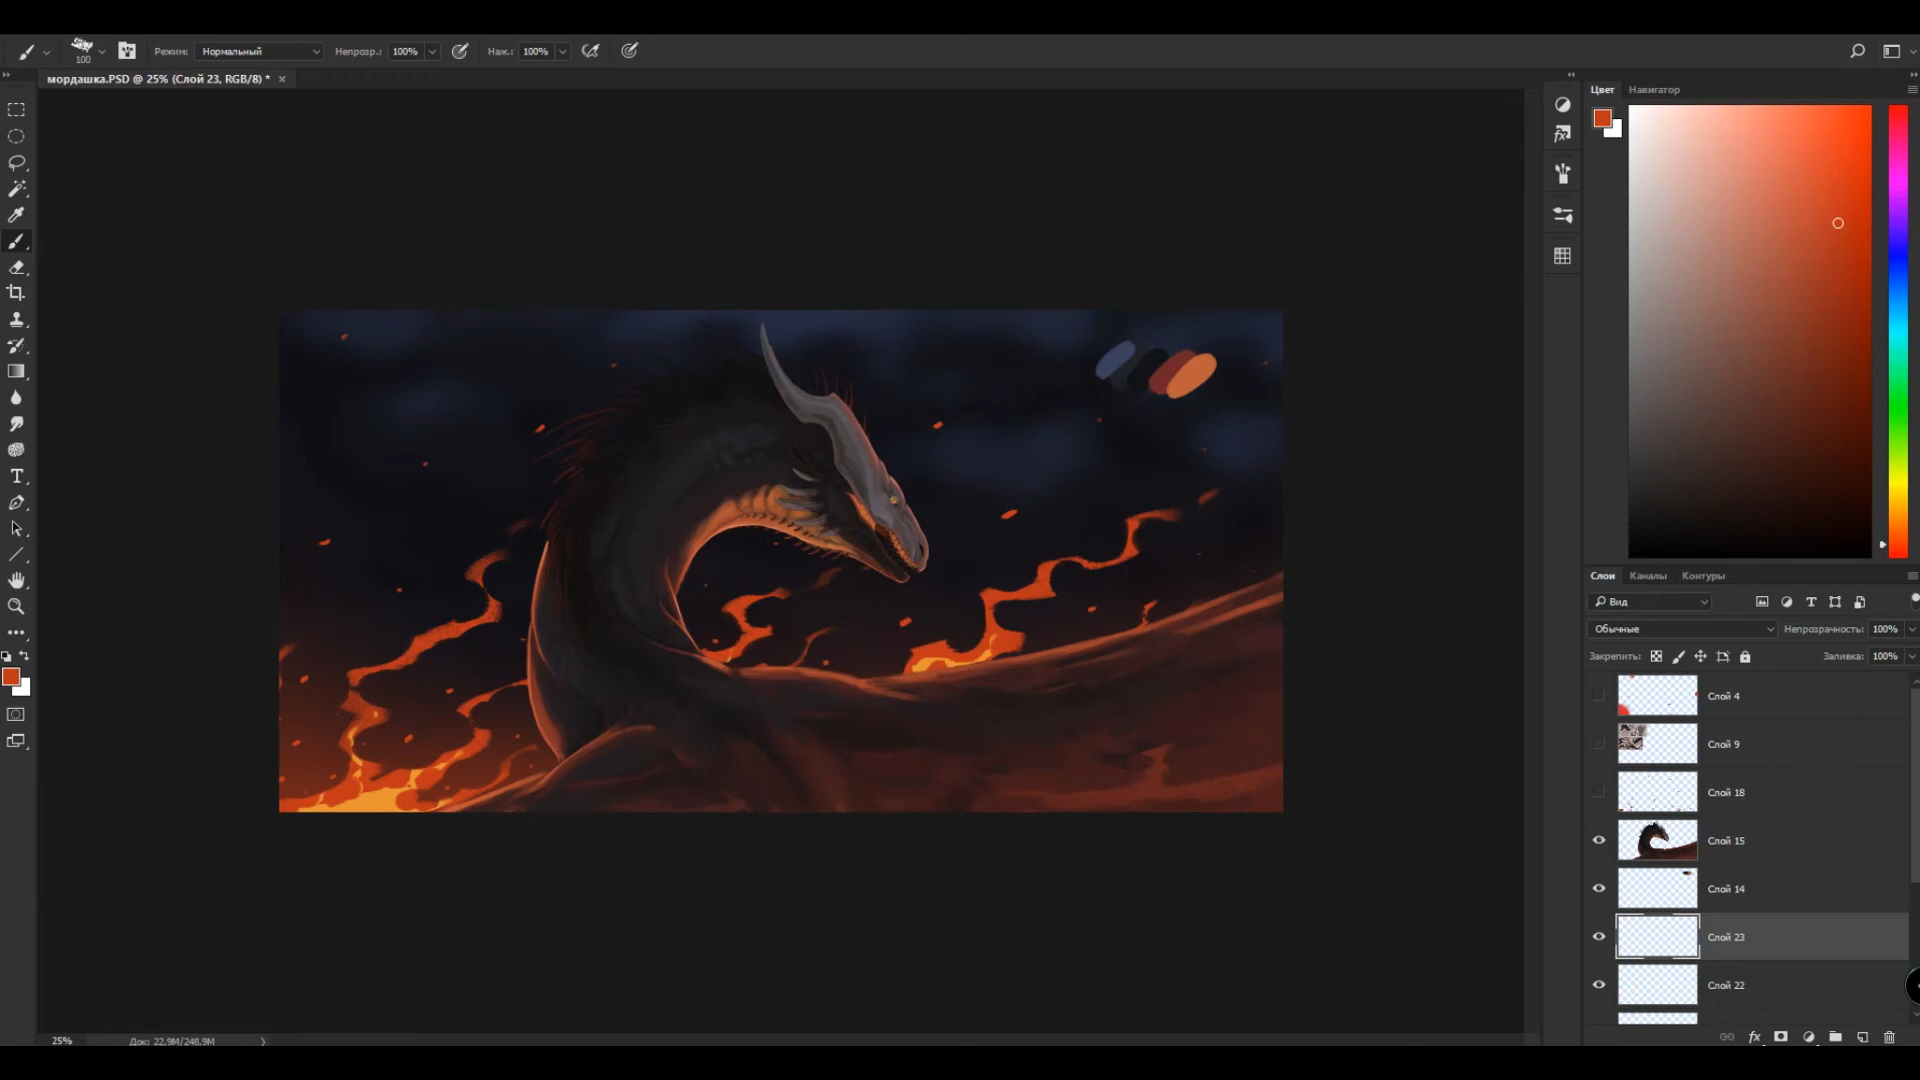 100
Режим: Нормальный Непрозр.: 100% Наж.: 100%
мордашка.PSD @ 25% (Слой 23, RGB/8) * ×
Цвет Навигатор
Слои Каналы Контуры
Вид
Обычные Непрозрачность: 100%
Закрепить: Заливка: 100%
Слой 4
Слой 9
Слой 18
Слой 15
Слой 14
Слой 23
Слой 22
25% Док: 22,9M/248,9M